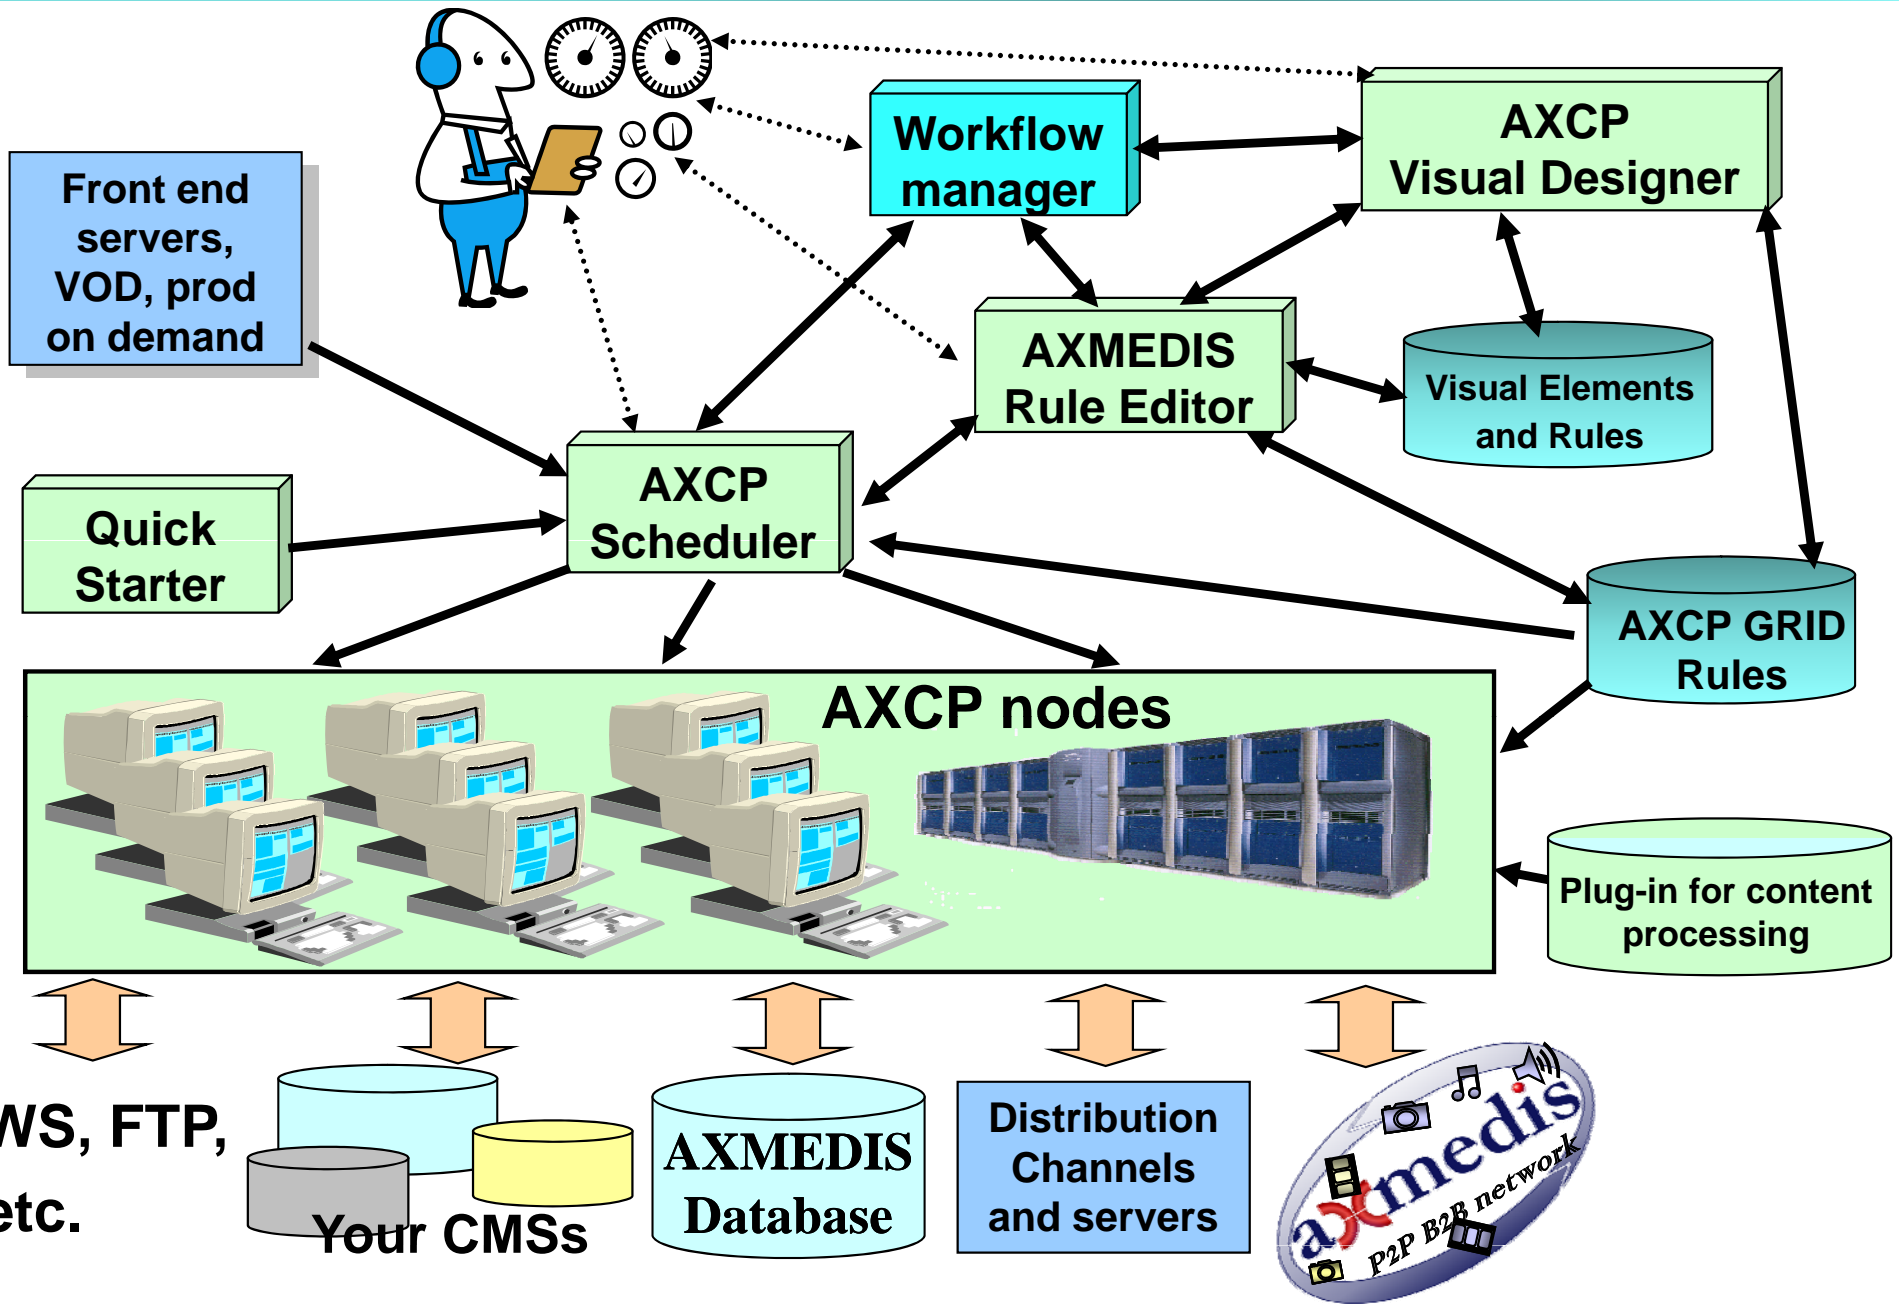 AXCP
Visual Designer
Workflow
manager
Front end
servers,
VOD, prod
on demand
AXMEDIS
Rule Editor
Visual Elements
and Rules
AXCP
Scheduler
Quick
Starter
AXCP GRID
Rules
AXCP nodes
Plug-in for content
processing
WS, FTP,
etc.
Your CMSs
AXMEDIS
Database
Distribution
Channels
and servers
axmedis
P2P B2B network